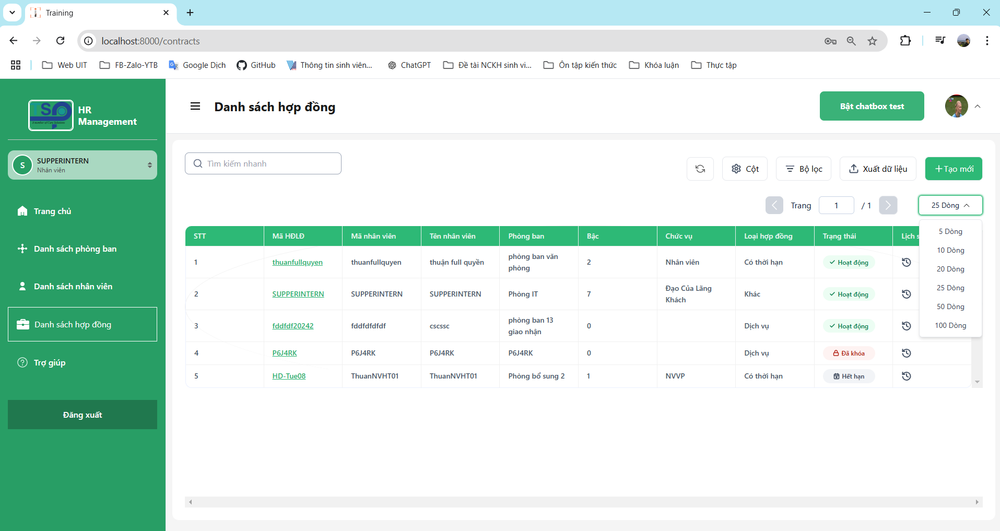 Training
localhost:8000/contracts
Web UIT
FB-Zalo-YTB
Google Dịch
GitHub
Thông tin sinh viên...
ChatGPT
Đề tài NCKH sinh vi...
Ôn tập kiến thức
Khóa luận
Thực tập
TSP
HR
Management
S
SUPPERINTERN
Nhân viên
Trang chủ
Danh sách phòng ban
Danh sách nhân viên
Danh sách hợp đồng
Trợ giúp
Đăng xuất
Danh sách hợp đồng
Bật chatbox test
Tìm kiếm nhanh
Cột
Bộ lọc
Xuất dữ liệu
+Tạo mới
Trang 1 / 1
25 Dòng
5 Dòng
10 Dòng
20 Dòng
25 Dòng
50 Dòng
100 Dòng
STT Mã HĐLĐ Mã nhân viên Tên nhân viên Phòng ban Bậc Chức vụ Loại hợp đồng Trạng thái Lịch s
1 thuanfullquyen thuanfullquyen thuận full quyền phòng ban văn phòng 2 Nhân viên Có thời hạn Hoạt động
2 SUPPERINTERN SUPPERINTERN SUPPERINTERN Phòng IT 7 Đạo Của Lãng Khách Khác Hoạt động
3 fddfdf20242 fddfdfdfdf cscssc phòng ban 13 giao nhận 0 Dịch vụ Hoạt động
4 P6J4RK P6J4RK P6J4RK P6J4RK 0 Dịch vụ Đã khóa
5 HD-Tue08 ThuanNVHT01 ThuanNVHT01 Phòng bổ sung 2 1 NVVP Có thời hạn Hết hạn